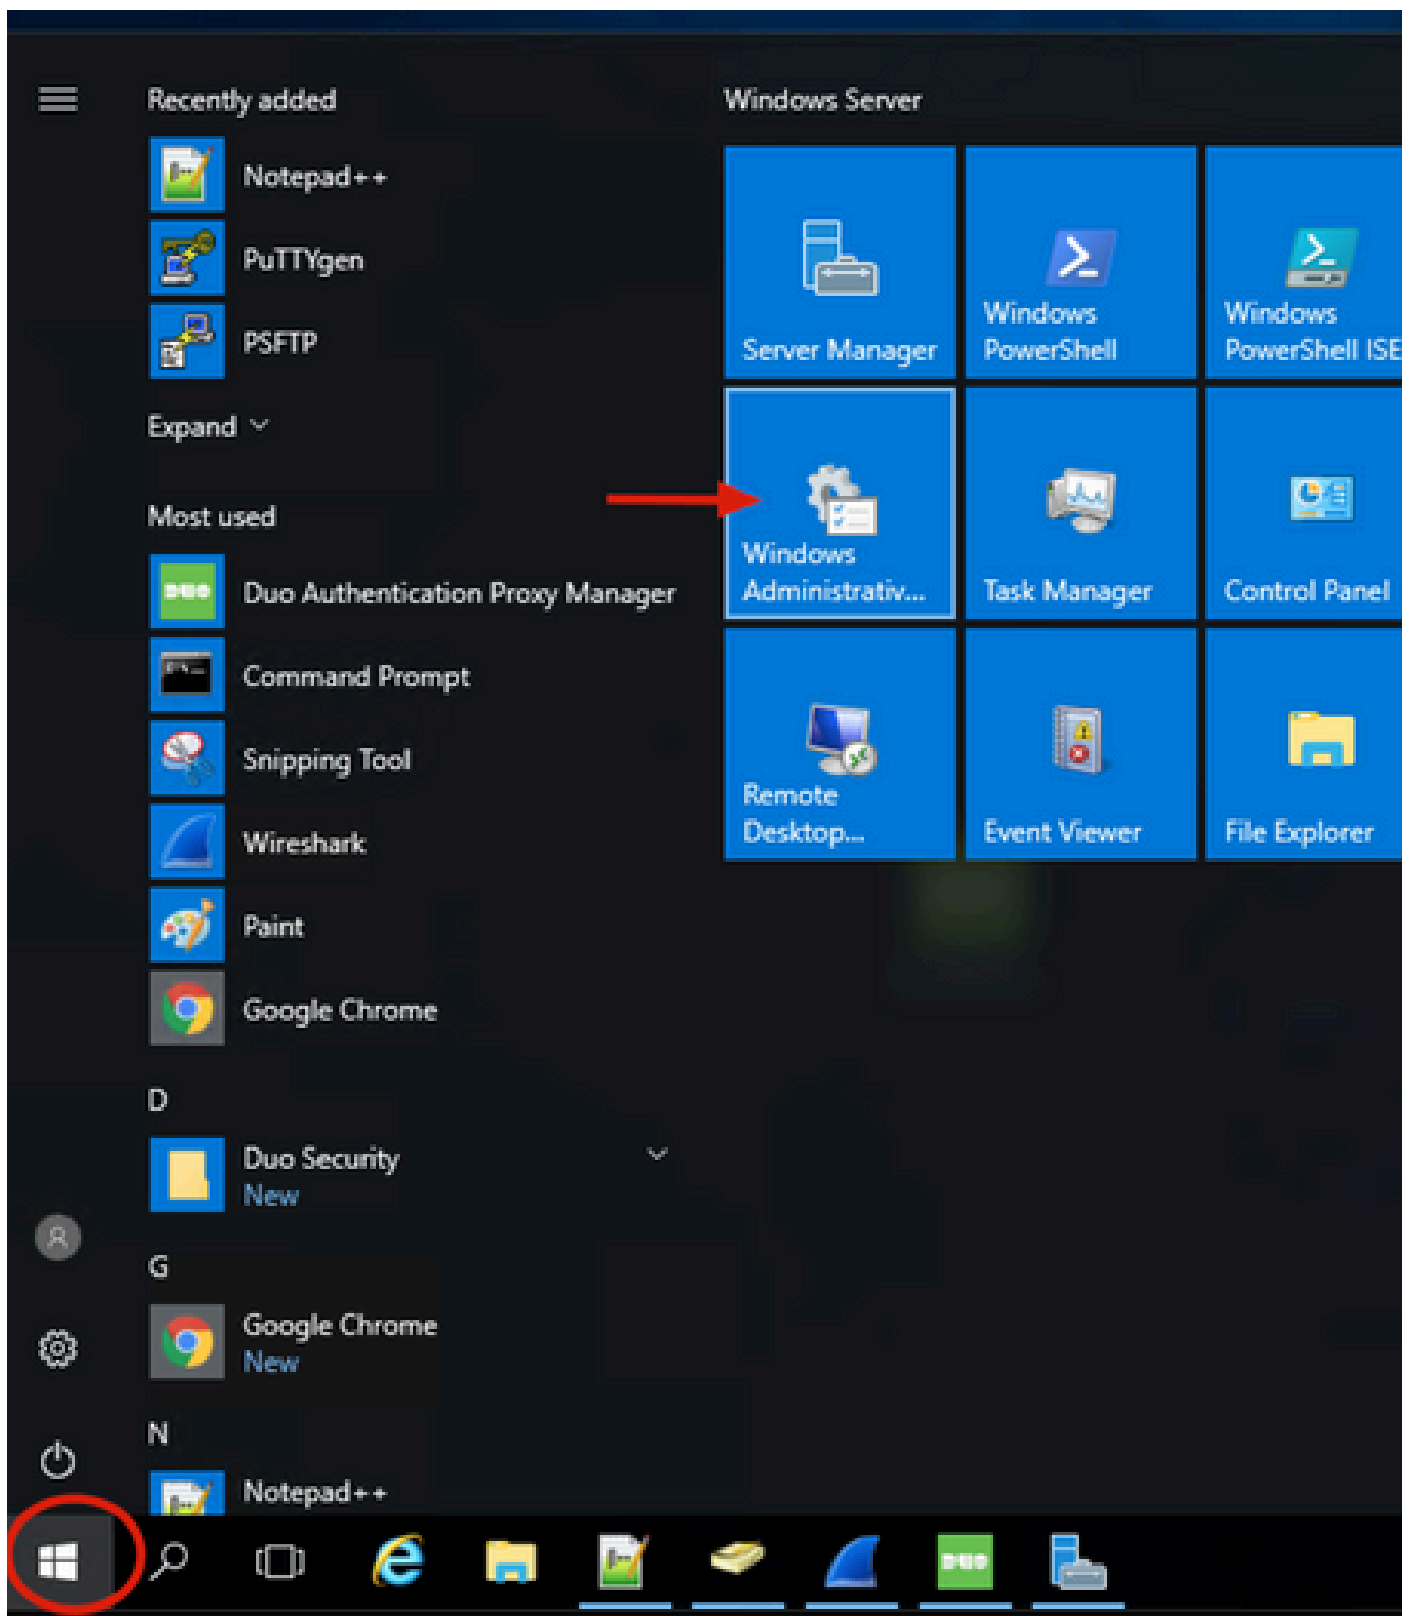 Recently added
Notepad++
PuTTYgen
PSFTP
Expand
Most used
Duo Authentication Proxy Manager
Command Prompt
Snipping Tool
Wireshark
Paint
Google Chrome
D
Duo Security
New
G
Google Chrome
New
N
Notepad++
Windows Server
Server Manager
Windows
PowerShell
Windows
PowerShell ISE
Windows
Administrativ...
Task Manager
Control Panel
Remote
Desktop...
Event Viewer
File Explorer